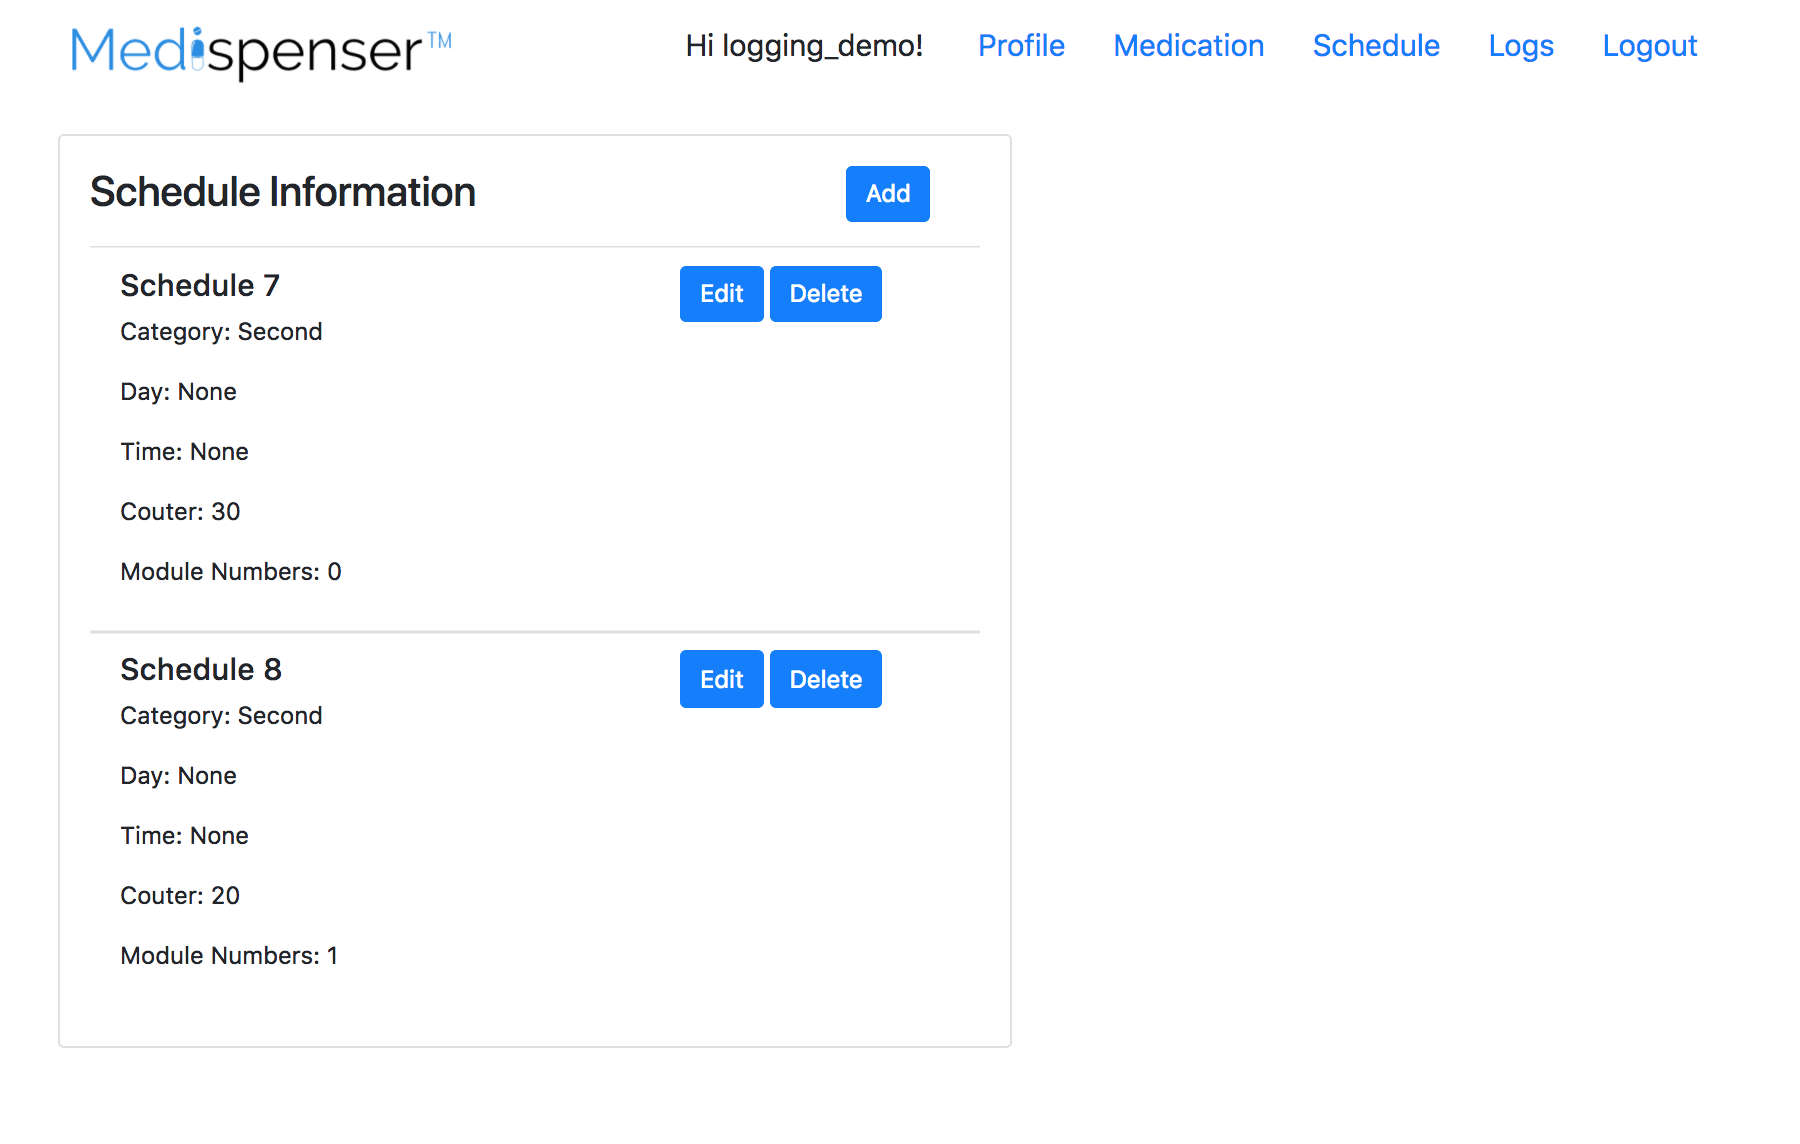 Medispenser™ Hi logging_demo! Profile Medication Schedule Logs Logout
Schedule Information Add
Schedule 7 Edit Delete
Category: Second
Day: None
Time: None
Couter: 30
Module Numbers: 0
Schedule 8 Edit Delete
Category: Second
Day: None
Time: None
Couter: 20
Module Numbers: 1